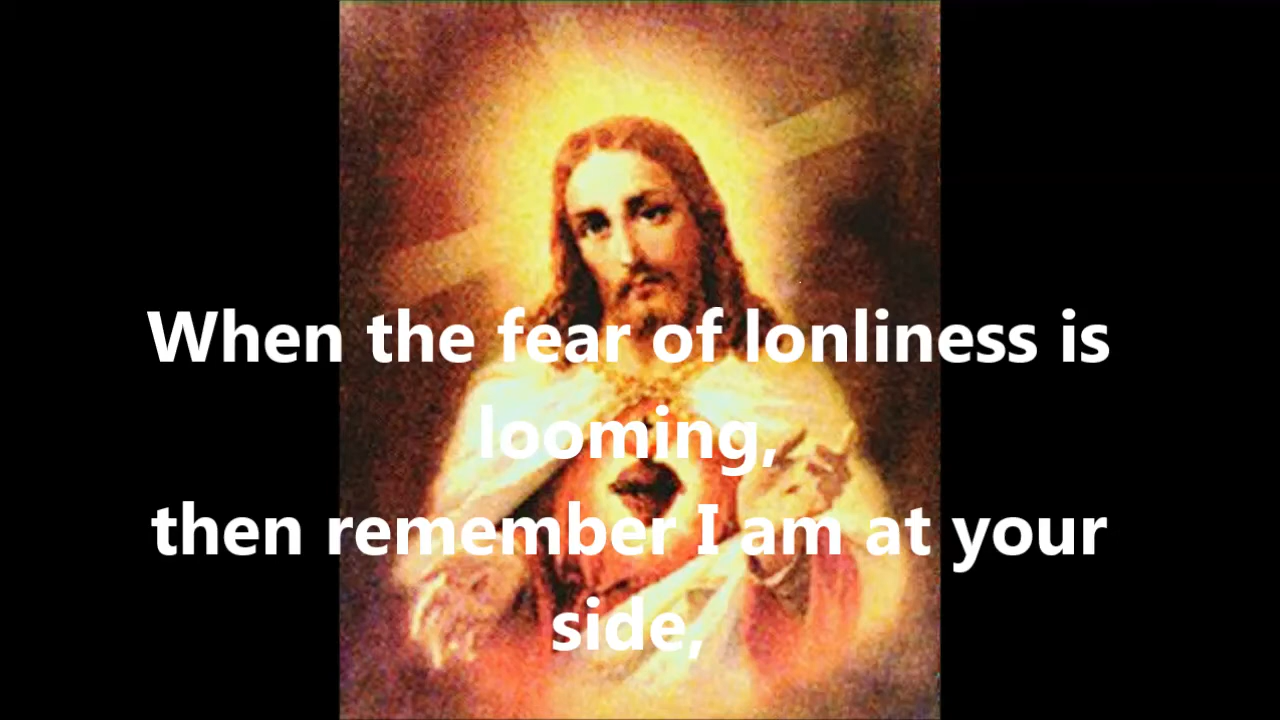 When the fear of lonliness is
looming,
then remember I am at your
side,